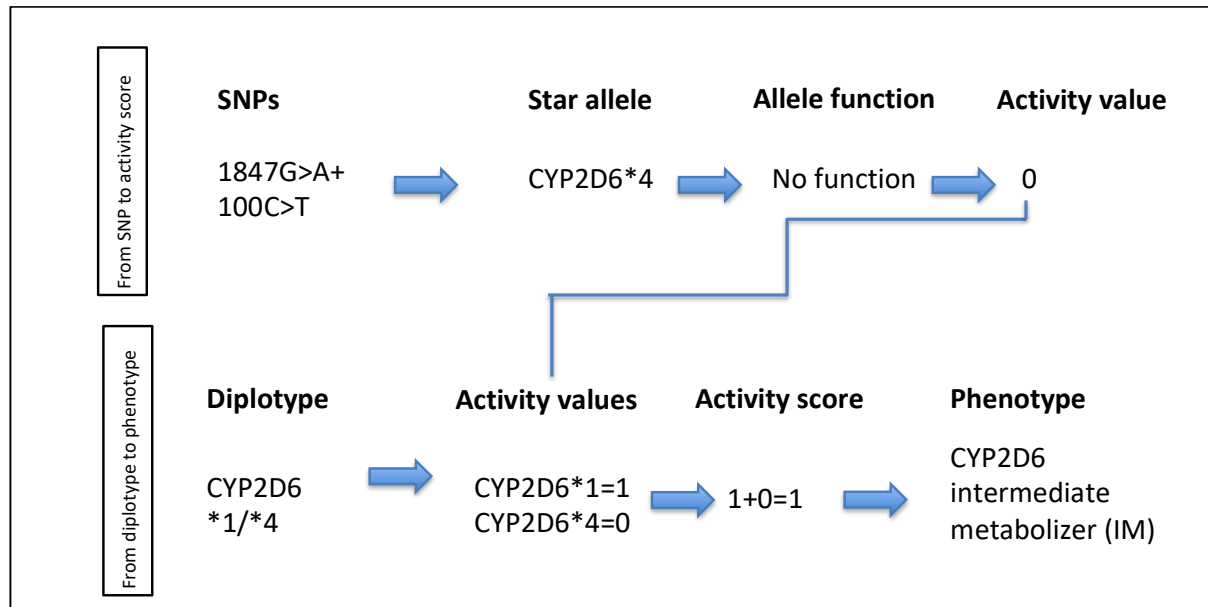 From SNP to activity score
SNPs
Star allele
Allele function
Activity value
1847G>A+
100C>T
CYP2D6*4
No function
0
From diplotype to phenotype
Diplotype
Activity values
Activity score
Phenotype
CYP2D6
*1/*4
CYP2D6*1=1
CYP2D6*4=0
1+0=1
CYP2D6
intermediate
metabolizer (IM)